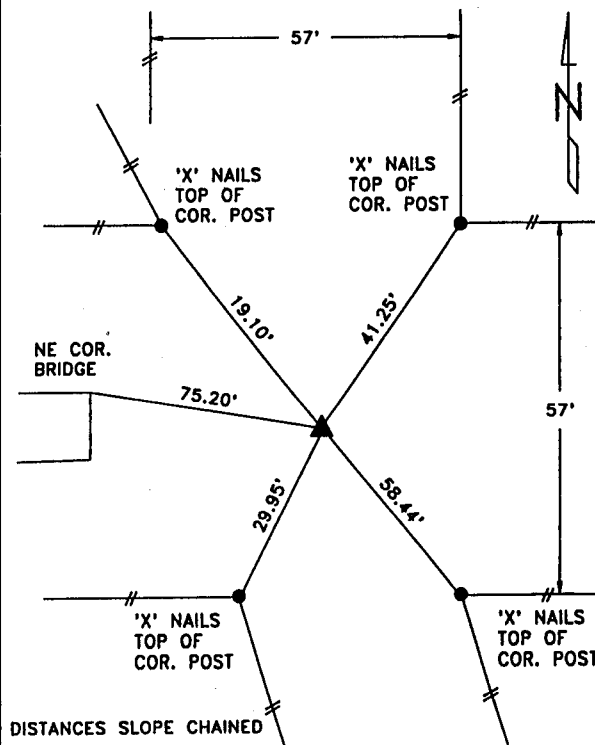 57'
N
'X' NAILS
TOP OF
COR. POST
'X' NAILS
TOP OF
COR. POST
19.10'
41.25'
NE COR.
BRIDGE
75.20'
57'
29.95'
58.44'
'X' NAILS
TOP OF
COR. POST
'X' NAILS
TOP OF
COR. POST
DISTANCES SLOPE CHAINED